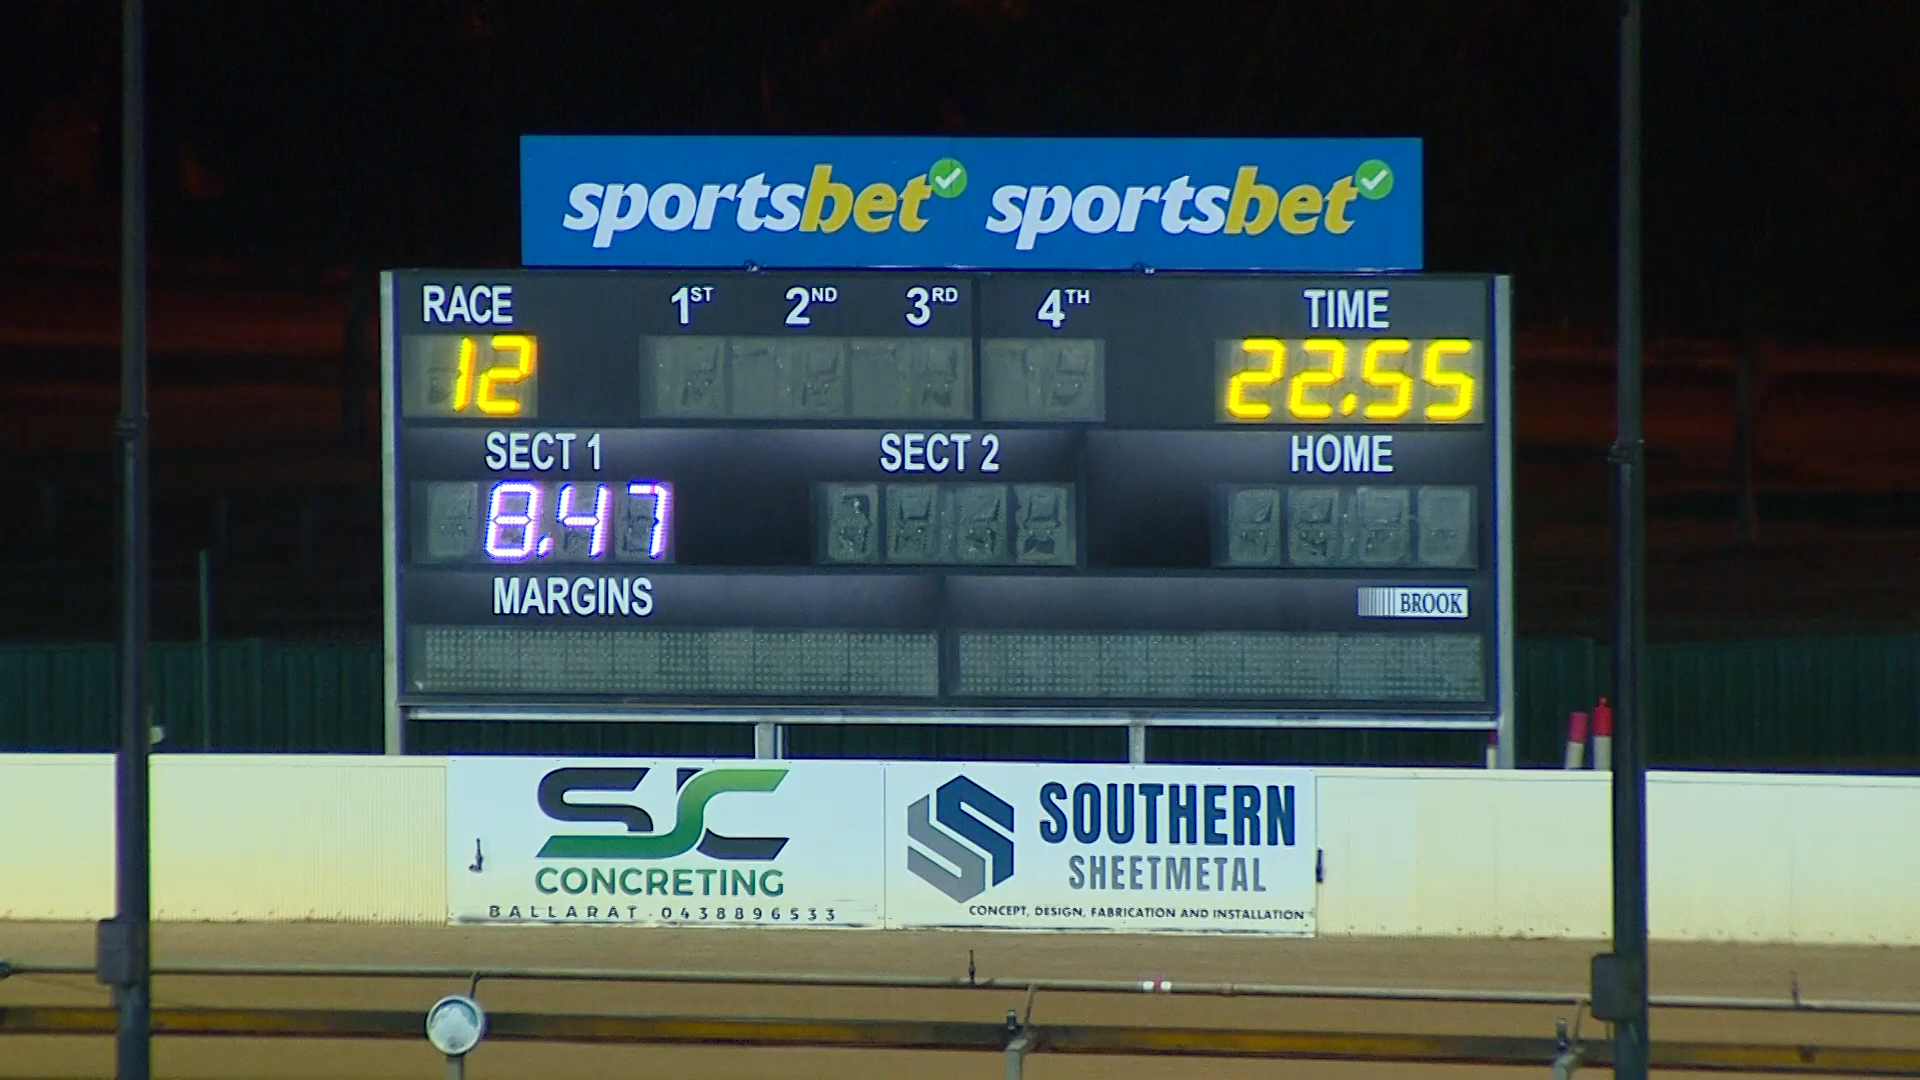 sportsbet sportsbet
RACE 1ST 2ND 3RD 4TH TIME
12 22.55
SECT 1 SECT 2 HOME
8.47
MARGINS BROOK
SJC
CONCRETING
BALLARAT · 0438896533
SOUTHERN
SHEETMETAL
CONCEPT, DESIGN, FABRICATION AND INSTALLATION